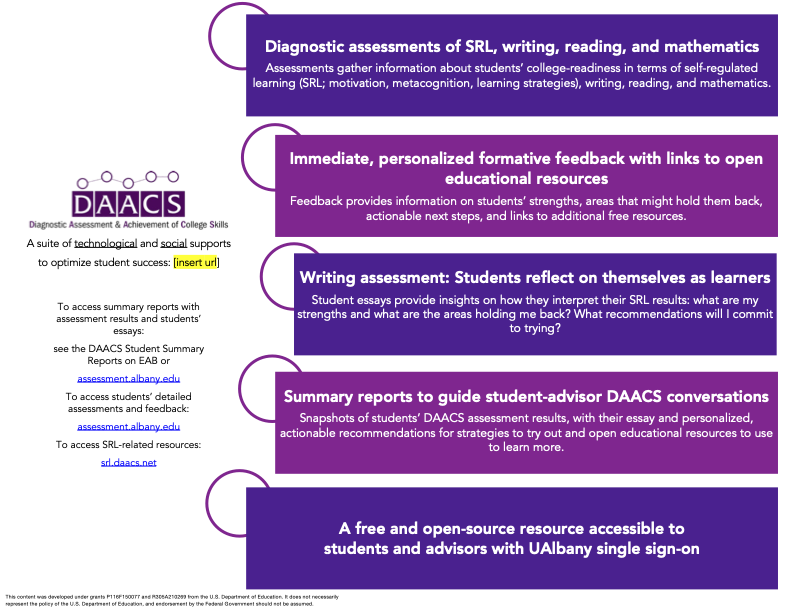 Diagnostic assessments of SRL, writing, reading, and mathematics
Assessments gather information about students' college-readiness in terms of self-regulated
learning (SRL; motivation, metacognition, learning strategies), writing, reading, and mathematics.
Immediate, personalized formative feedback with links to open
educational resources
Feedback provides information on students' strengths, areas that might hold them back,
actionable next steps, and links to additional free resources.
DAACS
Diagnostic Assessment & Achievement of College Skills
A suite of technological and social supports
to optimize student success: [insert url]
Writing assessment: Students reflect on themselves as learners
Student essays provide insights on how they interpret their SRL results: what are my
strengths and what are the areas holding me back? What recommendations will I commit
to trying?
To access summary reports with
assessment results and students'
essays:
see the DAACS Student Summary
Reports on EAB or
assessment.albany.edu
To access students' detailed
assessments and feedback:
assessment.albany.edu
To access SRL-related resources:
srl.daacs.net
Summary reports to guide student-advisor DAACS conversations
Snapshots of students' DAACS assessment results, with their essay and personalized,
actionable recommendations for strategies to try out and open educational resources to use
to learn more.
A free and open-source resource accessible to
students and advisors with UAlbany single sign-on
This content was developed under grants P116F150077 and R305A210269 from the U.S. Department of Education. It does not necessarily
represent the policy of the U.S. Department of Education, and endorsement by the Federal Government should not be assumed.